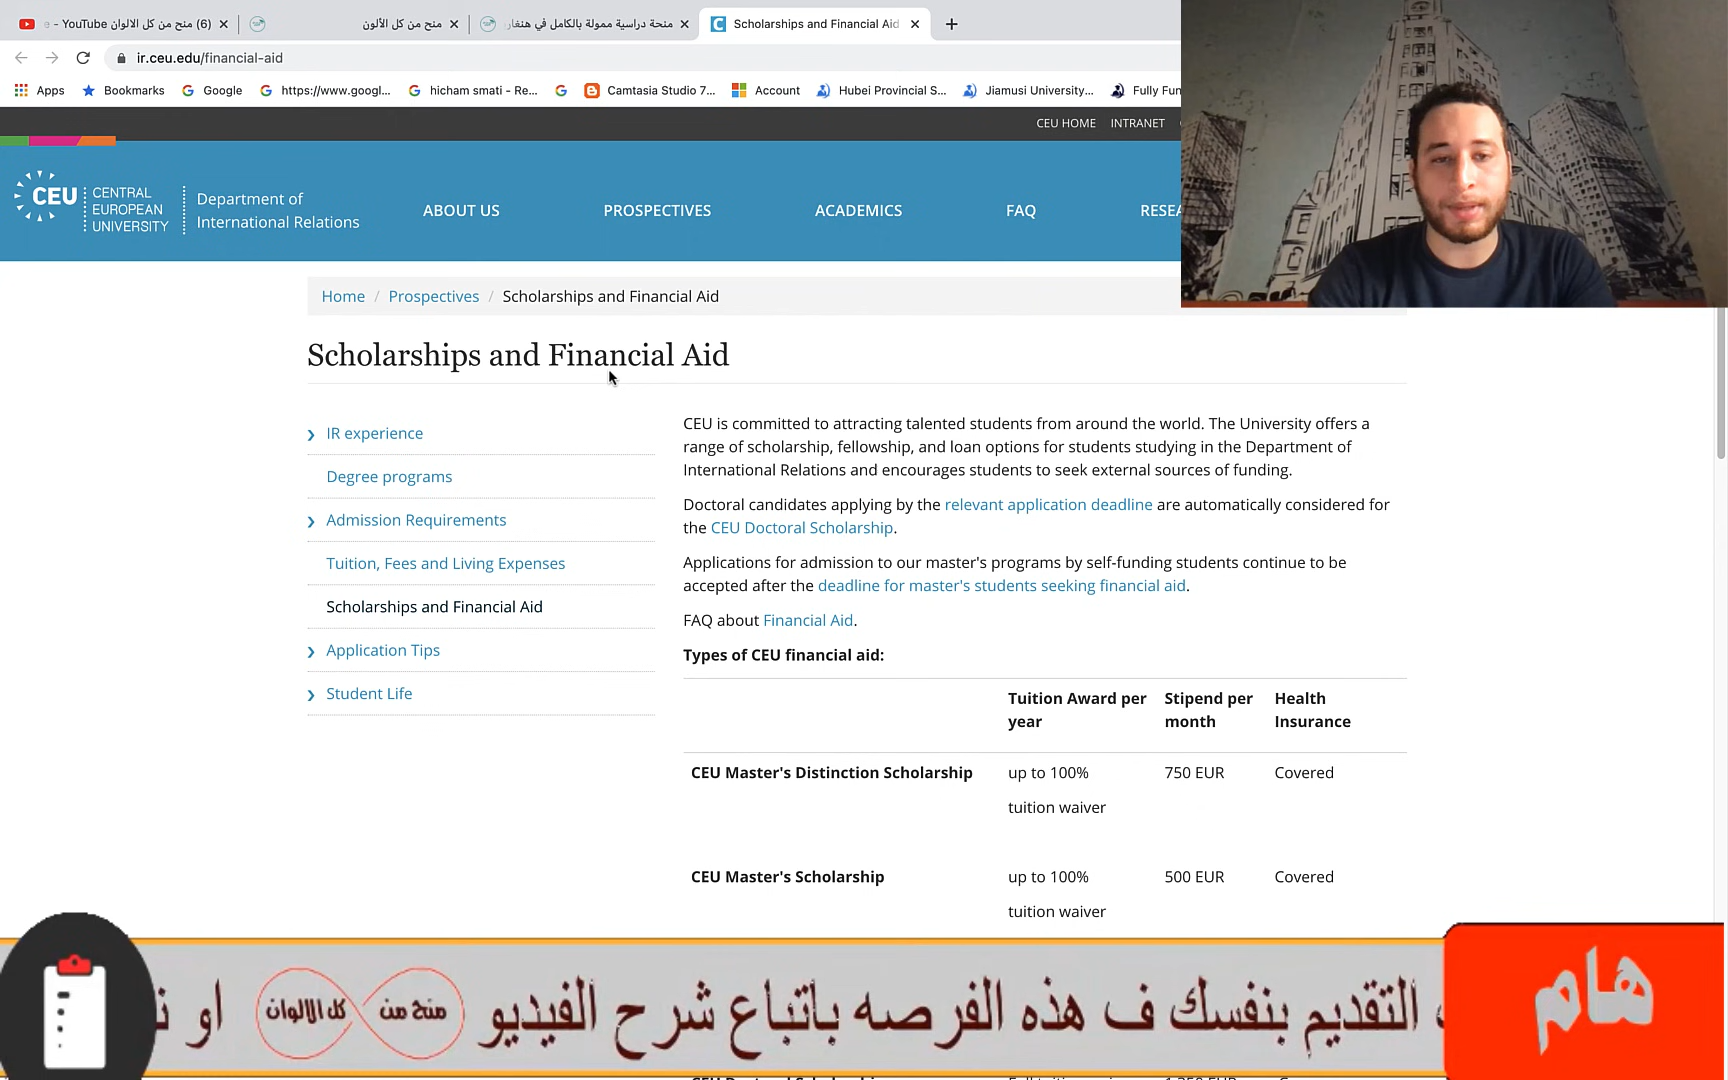 (6) منح من كل الالوان - YouTube
منح من كل الألوان
منحة دراسية ممولة بالكامل في هنغار
Scholarships and Financial Aid
ir.ceu.edu/financial-aid
Apps
Bookmarks
Google
https://www.googl...
hicham smati - Re...
Camtasia Studio 7...
Account
Hubei Provincial S...
Jiamusi University...
Fully Fun
CEU HOME
INTRANET
CEU
CENTRAL
EUROPEAN
UNIVERSITY
Department of
International Relations
ABOUT US
PROSPECTIVES
ACADEMICS
FAQ
RESEA
Home / Prospectives / Scholarships and Financial Aid
Scholarships and Financial Aid
IR experience
Degree programs
Admission Requirements
Tuition, Fees and Living Expenses
Scholarships and Financial Aid
Application Tips
Student Life
CEU is committed to attracting talented students from around the world. The University offers a
range of scholarship, fellowship, and loan options for students studying in the Department of
International Relations and encourages students to seek external sources of funding.
Doctoral candidates applying by the relevant application deadline are automatically considered for
the CEU Doctoral Scholarship.
Applications for admission to our master's programs by self-funding students continue to be
accepted after the deadline for master's students seeking financial aid.
FAQ about Financial Aid.
Types of CEU financial aid:
Tuition Award per year
Stipend per month
Health Insurance
CEU Master's Distinction Scholarship
up to 100%
tuition waiver
750 EUR
Covered
CEU Master's Scholarship
up to 100%
tuition waiver
500 EUR
Covered
هام
التقديم بنفسك ف هذه الفرصه باتباع شرح الفيديو
منح من كل الالوان
او